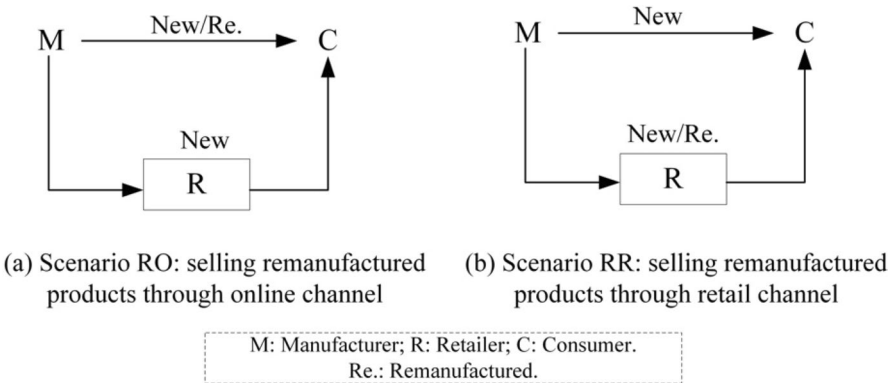 New/Re.
M
C
New
R
(a) Scenario RO: selling remanufactured
products through online channel
New
M
C
New/Re.
R
(b) Scenario RR: selling remanufactured
products through retail channel
M: Manufacturer; R: Retailer; C: Consumer.
Re.: Remanufactured.